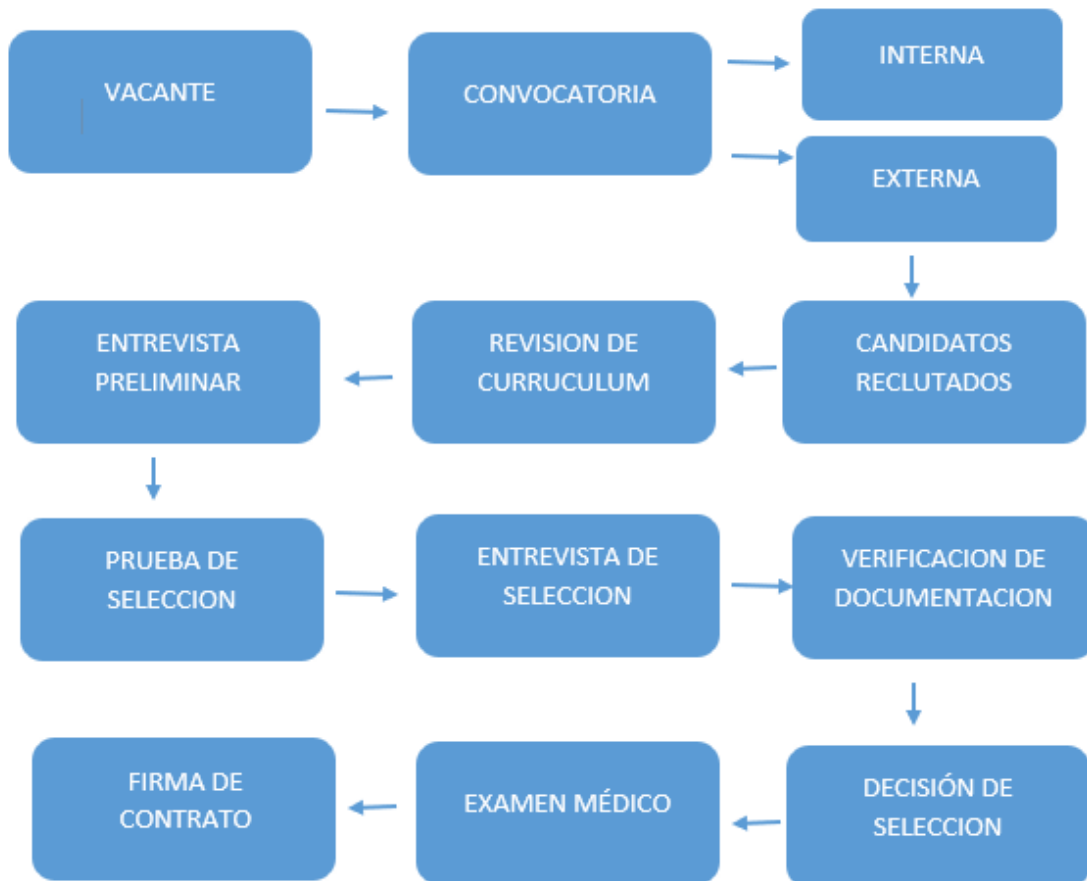 VACANTE
CONVOCATORIA
INTERNA
EXTERNA
CANDIDATOS
RECLUTADOS
REVISION DE
CURRUCULUM
ENTREVISTA
PRELIMINAR
PRUEBA DE
SELECCION
ENTREVISTA DE
SELECCION
VERIFICACION DE
DOCUMENTACION
DECISIÓN DE
SELECCION
EXAMEN MÉDICO
FIRMA DE
CONTRATO